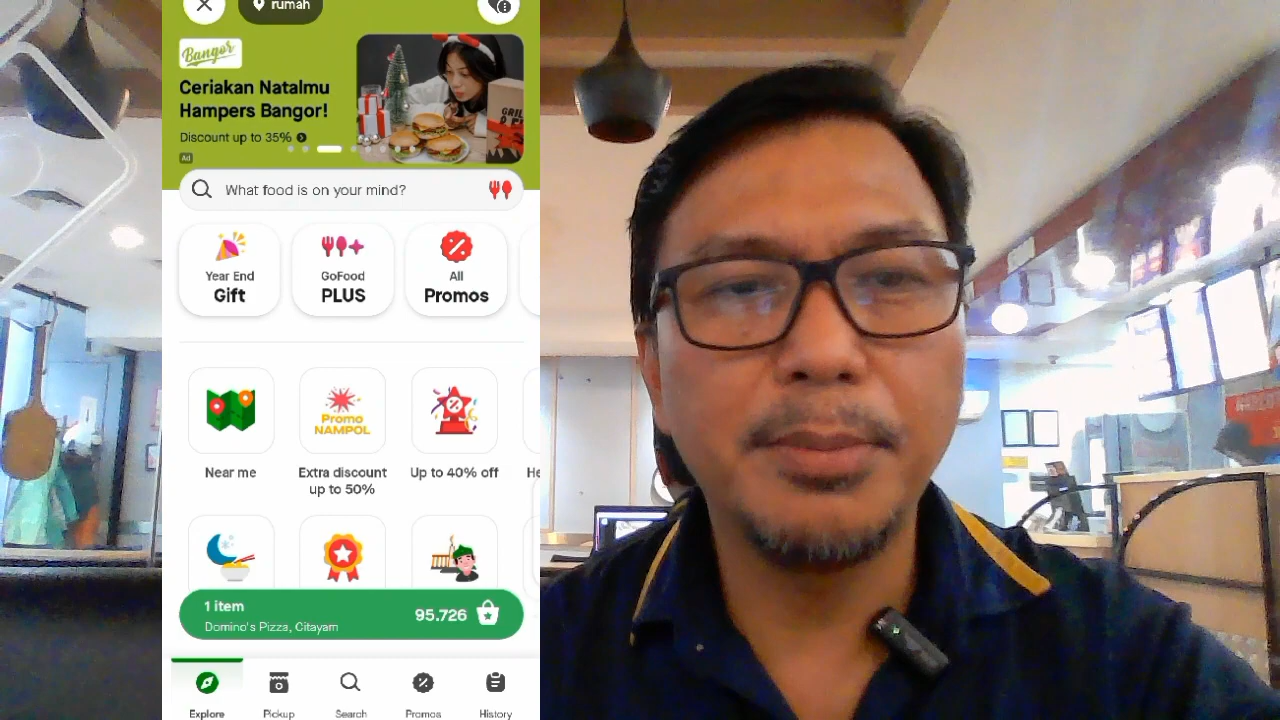 rumah
Bangor
Ceriakan Natalmu
Hampers Bangor!
Discount up to 35%
Ad
What food is on your mind?
Year End
Gift
GoFood
PLUS
All
Promos
Near me
Promo
NAMPOL
Extra discount
up to 50%
Up to 40% off
1 item
95.726
Domino's Pizza, Citayam
Explore
Pickup
Search
Promos
History